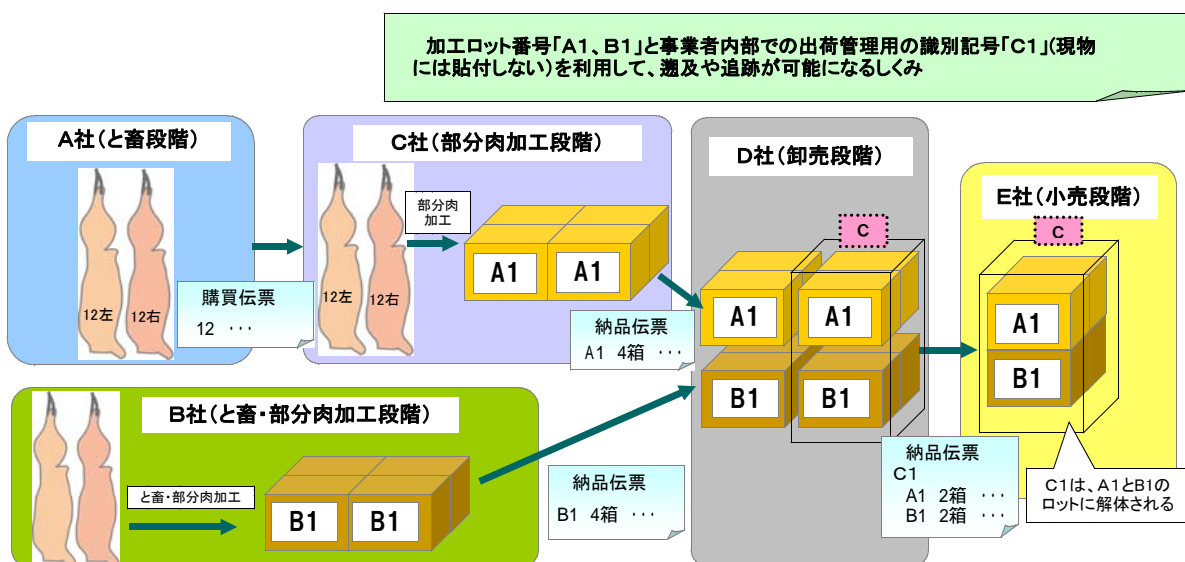 加工ロット番号「A1、B1」と事業者内部での出荷管理用の識別記号「C1」(現物
には貼付しない)を利用して、遡及や追跡が可能になるしくみ
A社(と畜段階)
12左
12右
購買伝票
12 ・・・
C社(部分肉加工段階)
12左
12右
部分肉
加工
A1
A1
納品伝票
A1 4箱 ・・・
B社(と畜・部分肉加工段階)
と畜・部分肉加工
B1
B1
納品伝票
B1 4箱 ・・・
D社(卸売段階)
C
A1
A1
B1
B1
納品伝票
C1
A1 2箱 ・・・
B1 2箱 ・・・
E社(小売段階)
C
A1
B1
C1は、A1とB1の
ロットに解体される